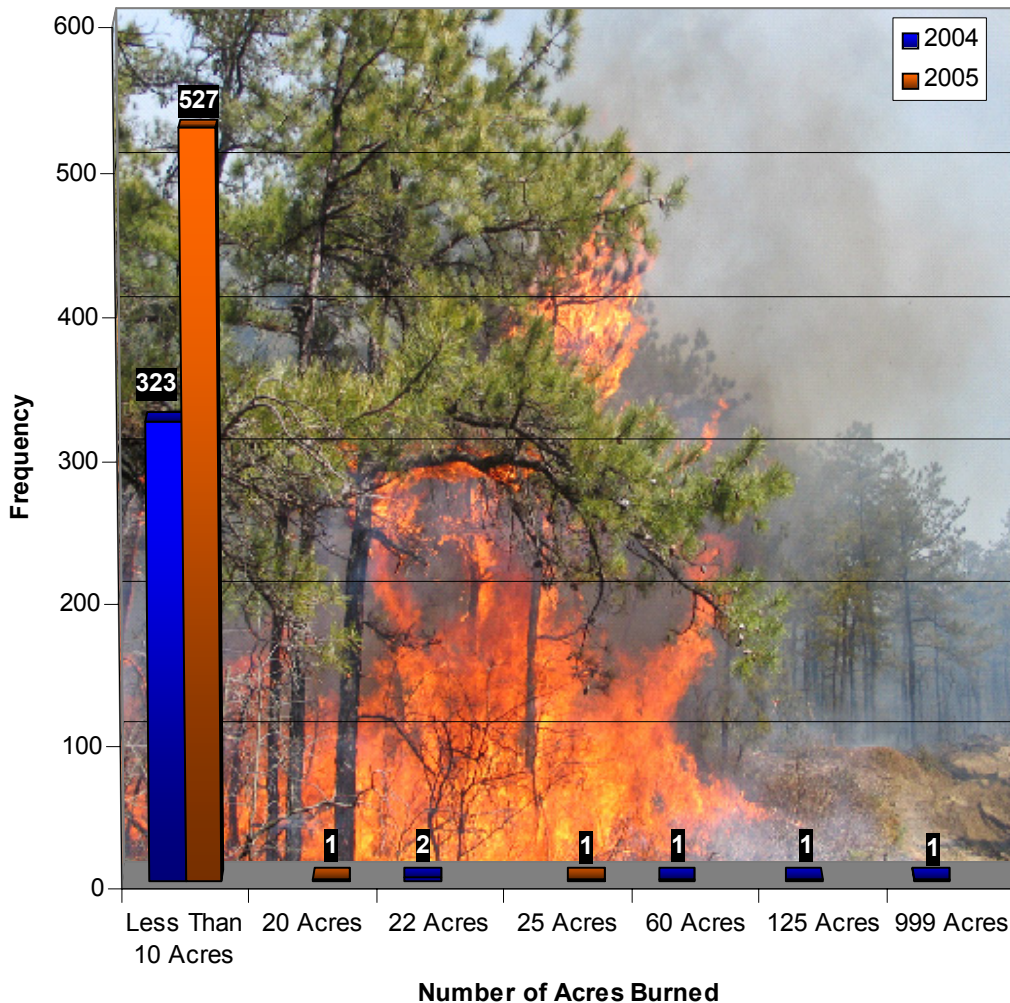 600
500
400
300
200
100
0
Frequency
2004
2005
323
527
1
2
1
1
1
1
Less Than
10 Acres
20 Acres
22 Acres
25 Acres
60 Acres
125 Acres
999 Acres
Number of Acres Burned